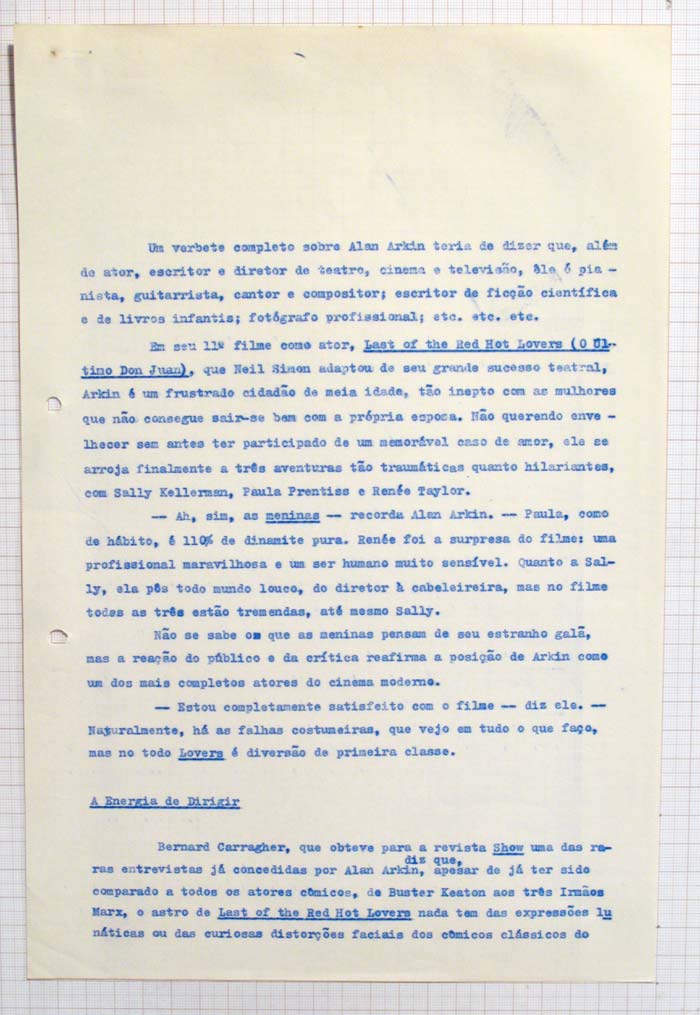 Um verbete completo sobre Alan Arkin teria de dizer que, além
de ator, escritor e diretor de teatro, cinema e televisão, êle é pia -
nista, guitarrista, cantor e compositor; escritor de ficção científica
e de livros infantis; fotógrafo profissional; etc. etc. etc.
Em seu 11º filme como ator, Last of the Red Hot Lovers (O Úl-
timo Don Juan), que Neil Simon adaptou de seu grande sucesso teatral,
Arkin é um frustrado cidadão de meia idade, tão inepto com as mulheres
que não consegue sair-se bem com a própria esposa. Não querendo enve -
lhecer sem antes ter participado de um memorável caso de amor, ele se
arroja finalmente a três aventuras tão traumáticas quanto hilariantes,
com Sally Kellerman, Paula Prentiss e Renée Taylor.
-- Ah, sim, as meninas -- recorda Alan Arkin. -- Paula, como
de hábito, é 110% de dinamite pura. Renée foi a surpresa do filme: uma
profissional maravilhosa e um ser humano muito sensível. Quanto a Sal-
ly, ela pôs todo mundo louco, do diretor à cabeleireira, mas no filme
todas as três estão tremendas, até mesmo Sally.
Não se sabe o que as meninas pensam de seu estranho galã,
mas a reação do público e da crítica reafirma a posição de Arkin como
um dos mais completos atores do cinema moderno.
-- Estou completamente satisfeito com o filme -- diz ele. --
Naturalmente, há as falhas costumeiras, que vejo em tudo o que faço,
mas no todo Lovers é diversão de primeira classe.
A Energia de Dirigir
Bernard Carragher, que obteve para a revista Show uma das ra-
diz que,
ras entrevistas já concedidas por Alan Arkin, apesar de já ter sido
comparado a todos os atores cômicos, de Buster Keaton aos três Irmãos
Marx, o astro de Last of the Red Hot Lovers nada tem das expressões lu
náticas ou das curiosas distorções faciais dos cômicos clássicos do